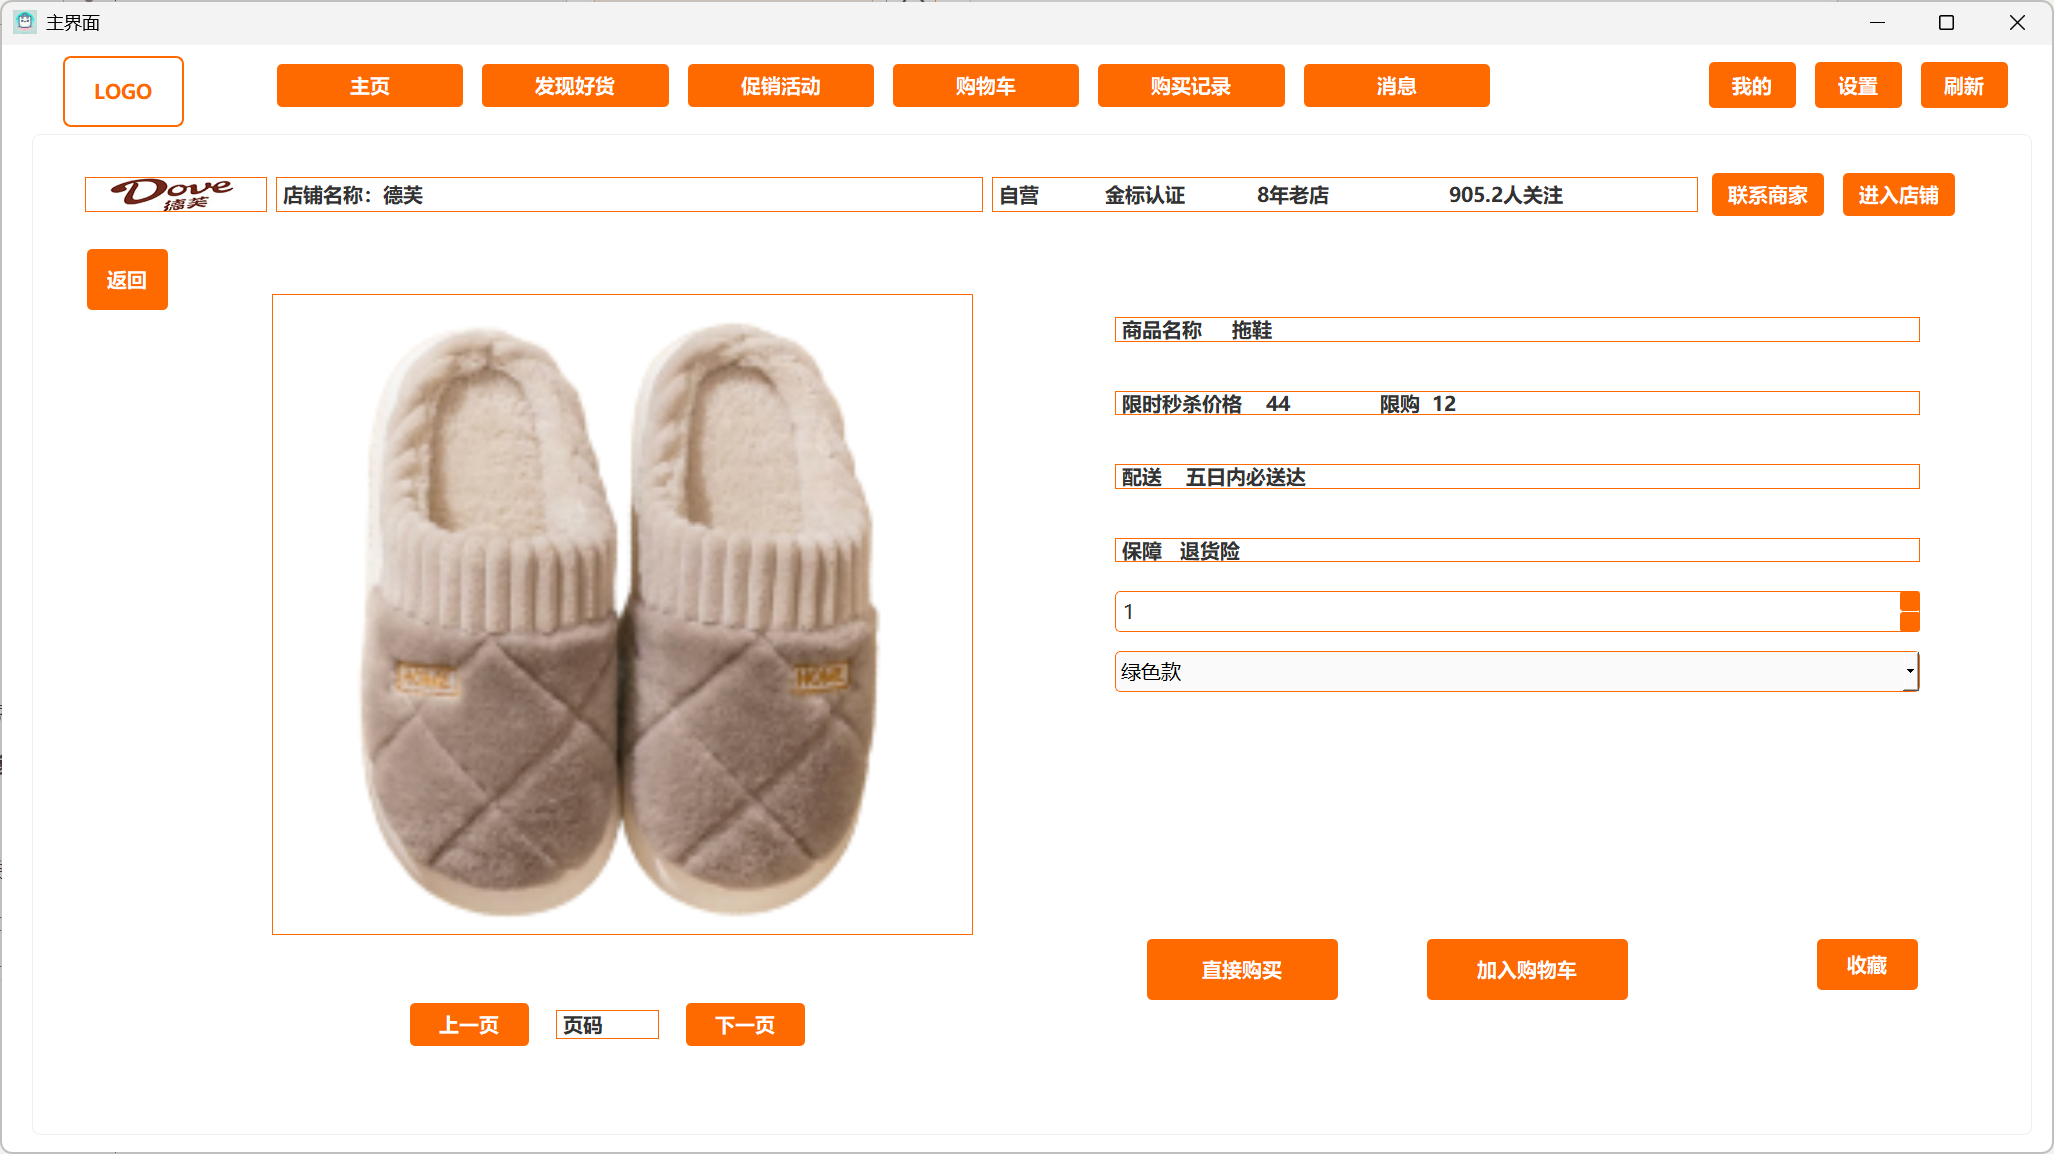 主界面
LOGO 主页 发现好货 促销活动 购物车 购买记录 消息 我的 设置 刷新
Dove 德芙 店铺名称：德芙 自营 金标认证 8年老店 905.2人关注 联系商家 进入店铺
返回
商品名称 拖鞋
限时秒杀价格 44 限购 12
配送 五日内必送达
保障 退货险
1
绿色款
HOME HOME
直接购买 加入购物车 收藏
上一页 页码 下一页